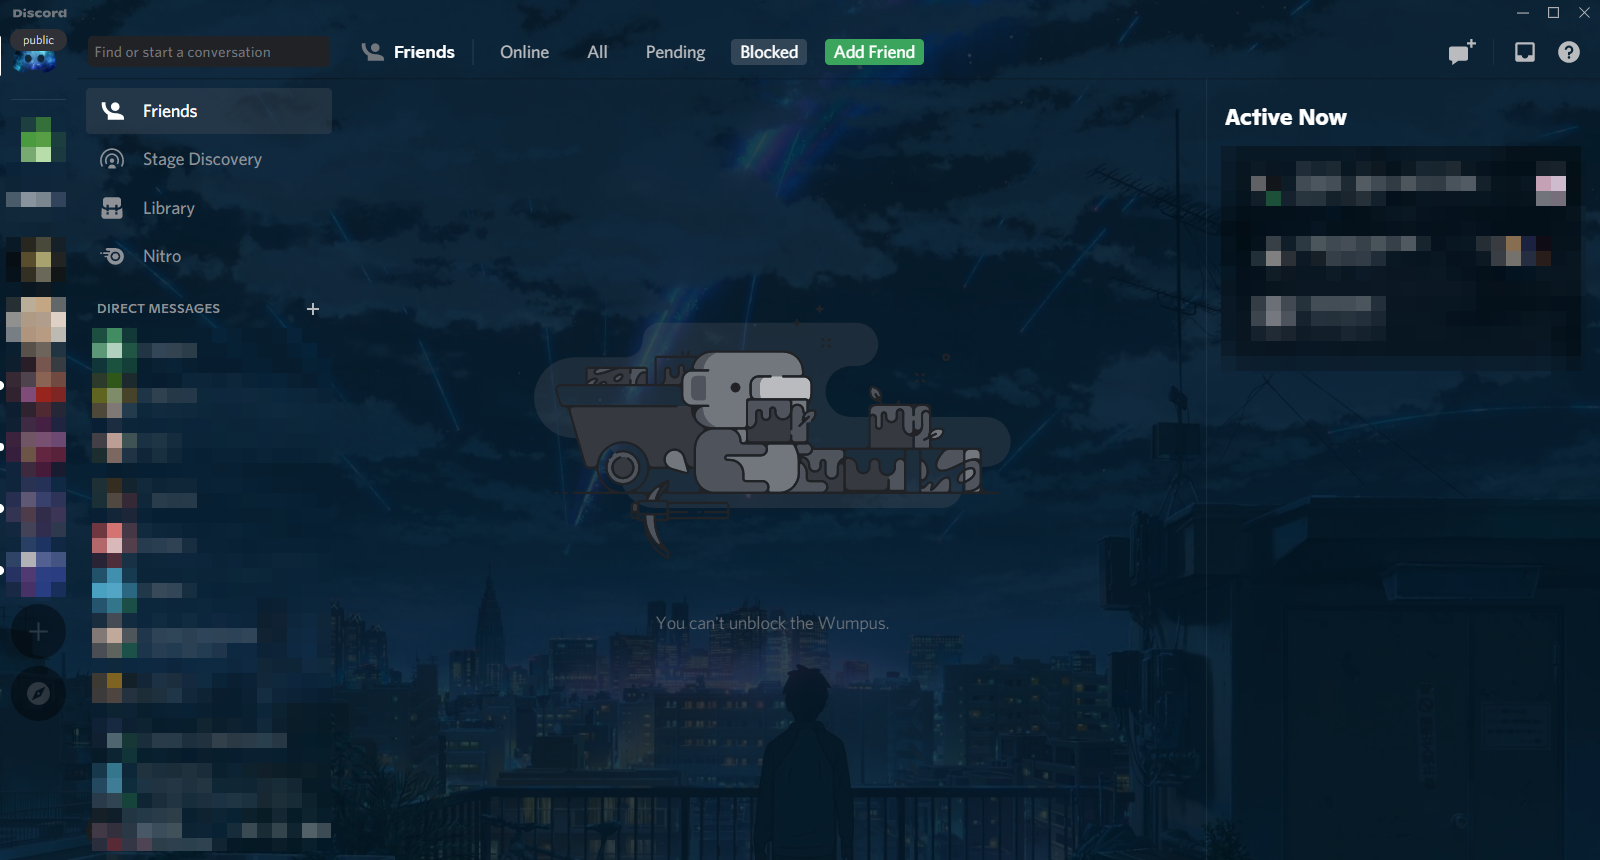 Discord
public
Find or start a conversation
Friends
Online
All
Pending
Blocked
Add Friend
Friends
Stage Discovery
Library
Nitro
DIRECT MESSAGES
Active Now
You can't unblock the Wumpus.